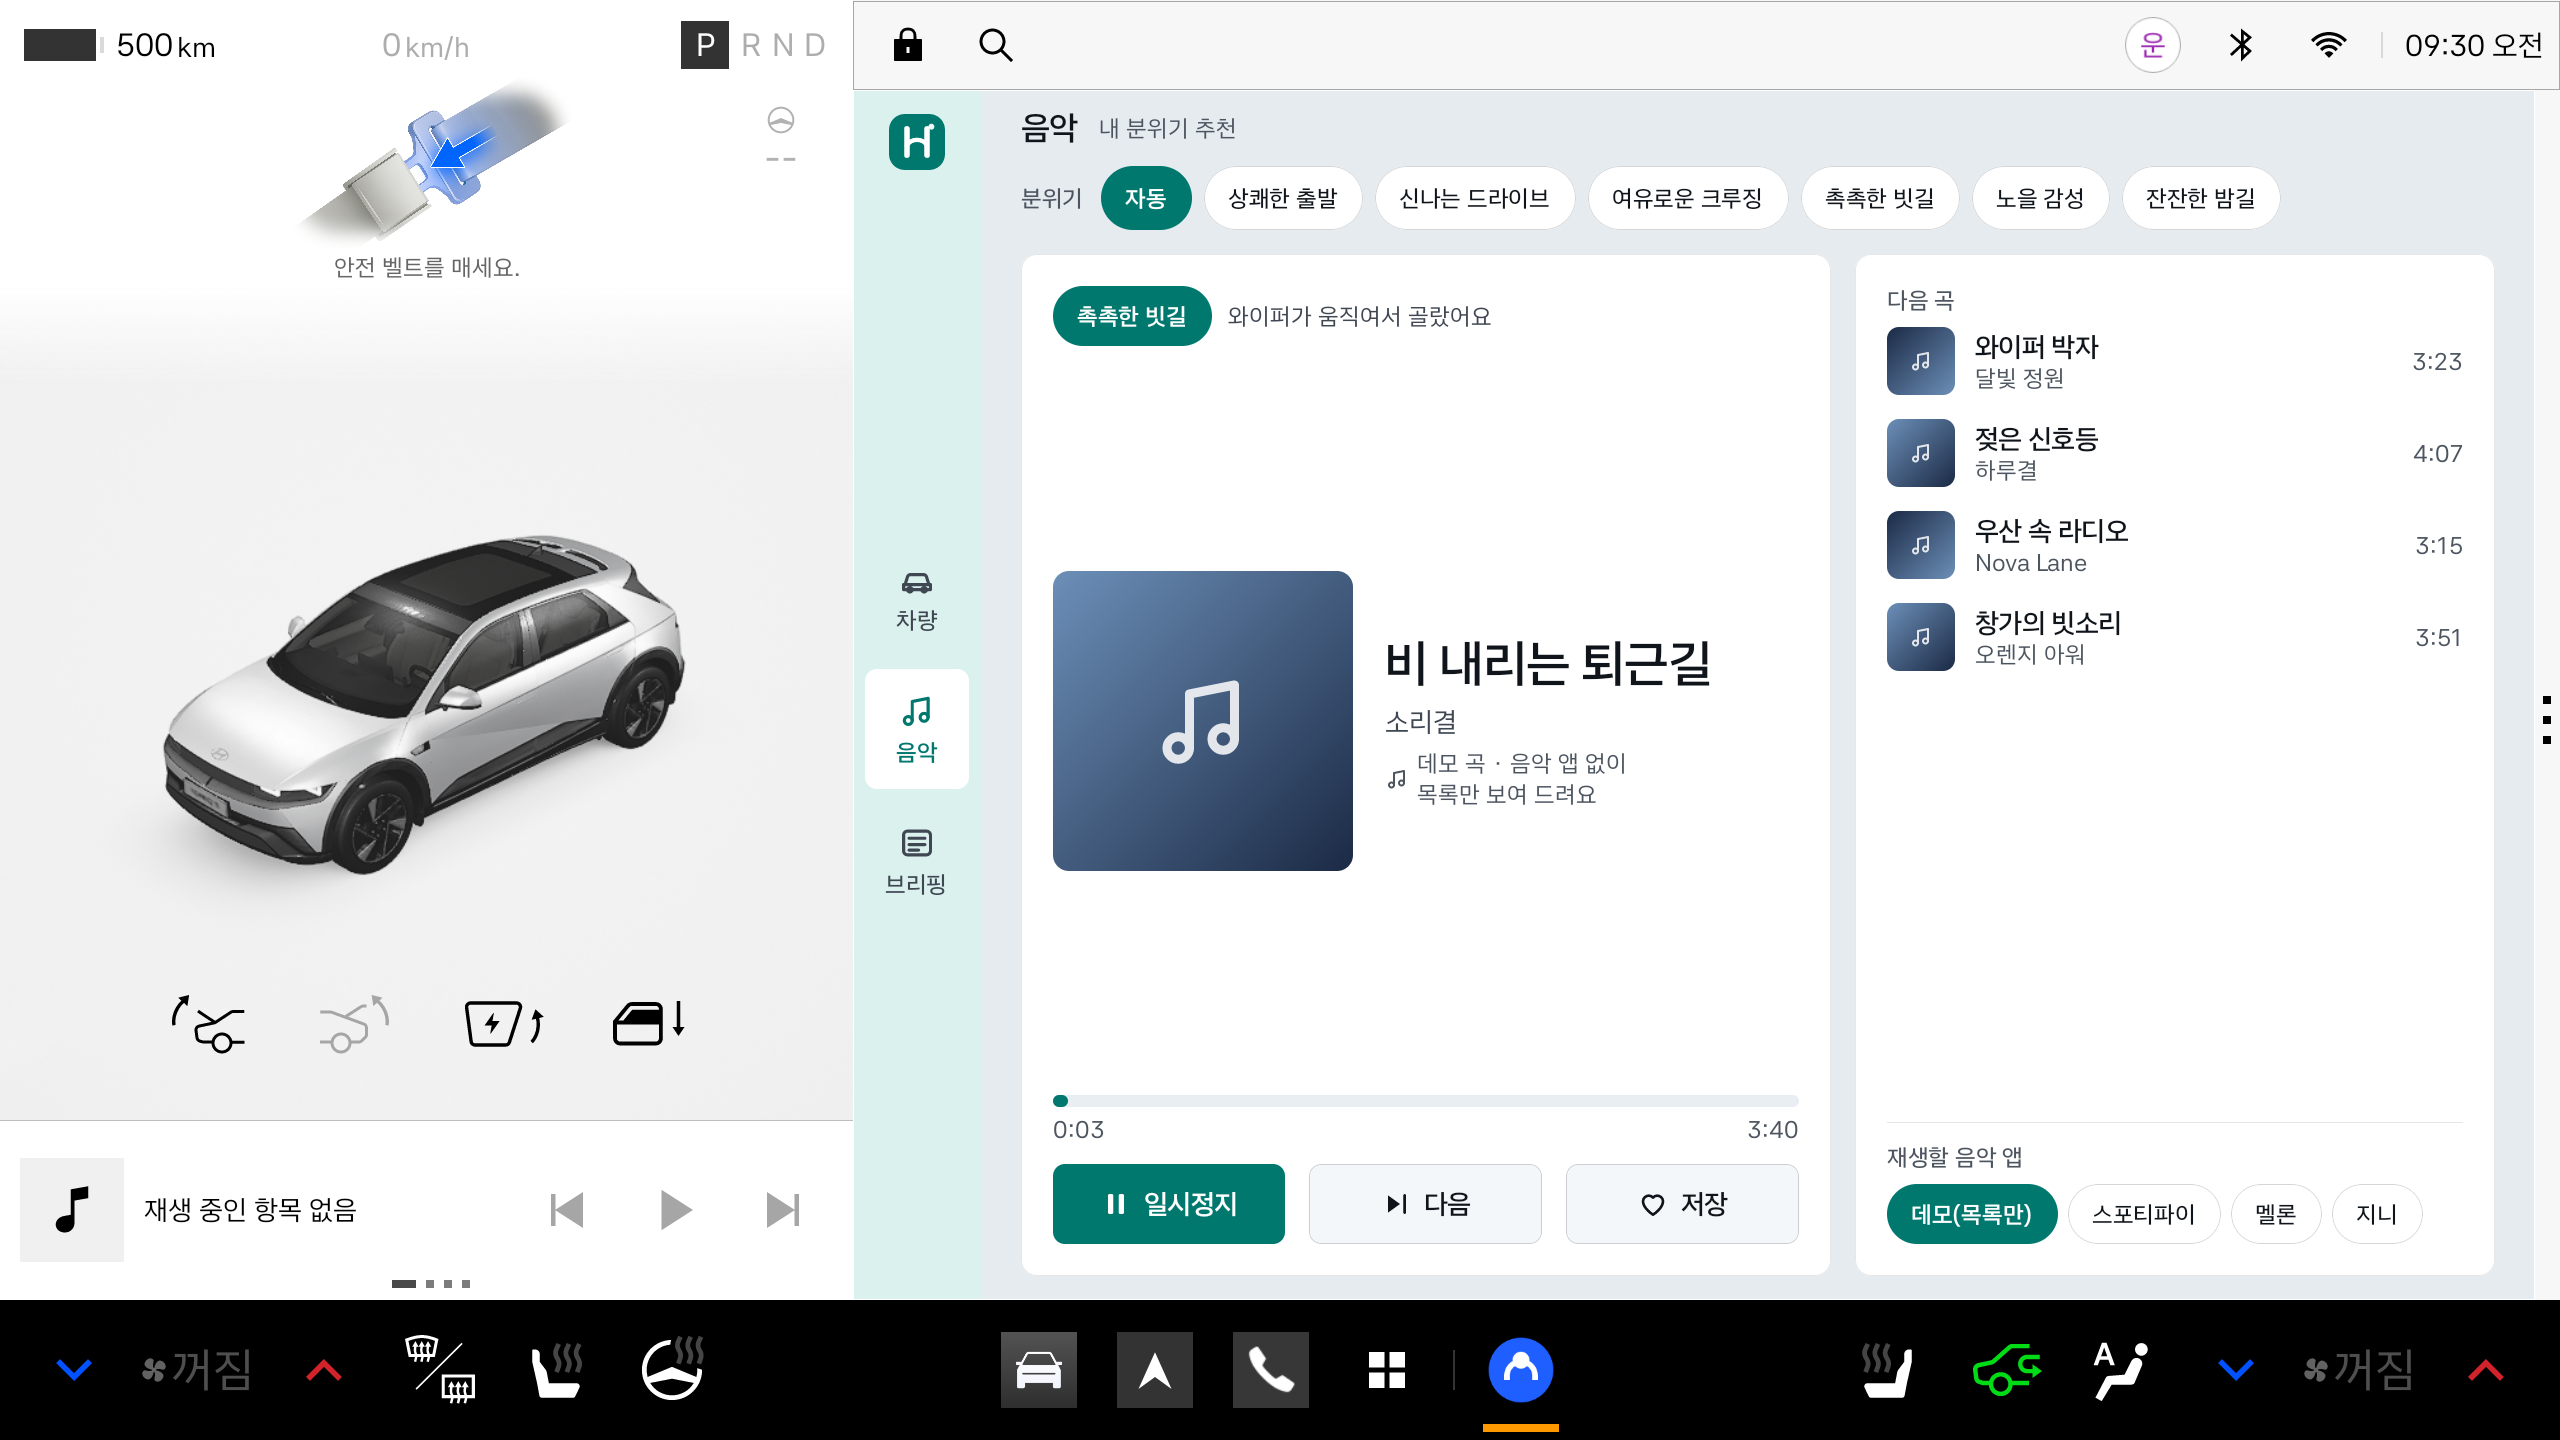 500 km
0 km/h
P R N D
운
09:30 오전
안전 벨트를 매세요.
재생 중인 항목 없음
차량
음악
브리핑
음악 내 분위기 추천
분위기 자동 상쾌한 출발 신나는 드라이브 여유로운 크루징 촉촉한 빗길 노을 감성 잔잔한 밤길
촉촉한 빗길 와이퍼가 움직여서 골랐어요
비 내리는 퇴근길
소리결
데모 곡 · 음악 앱 없이
목록만 보여 드려요
0:03 3:40
일시정지 다음 저장
다음 곡
와이퍼 박자
달빛 정원
3:23
젖은 신호등
하루결
4:07
우산 속 라디오
Nova Lane
3:15
창가의 빗소리
오렌지 아워
3:51
재생할 음악 앱
데모(목록만) 스포티파이 멜론 지니
꺼짐
A
꺼짐